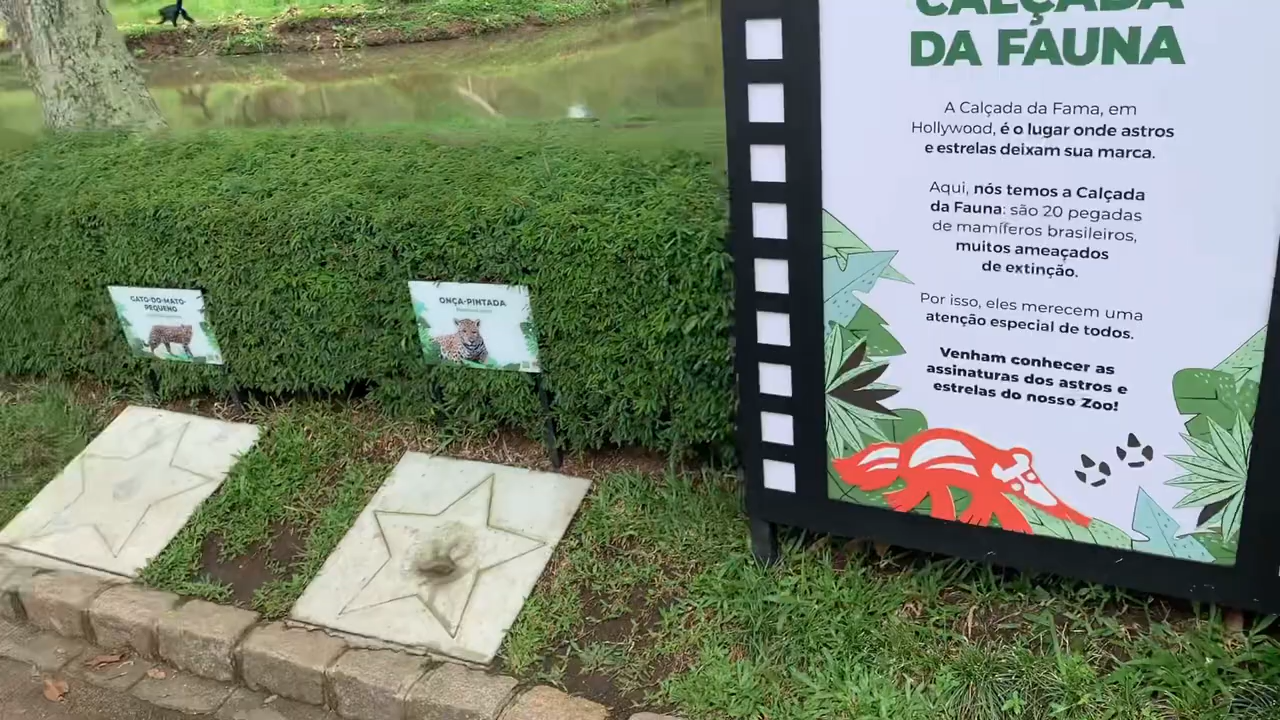 CALÇADA
DA FAUNA
A Calçada da Fama, em
Hollywood, é o lugar onde astros
e estrelas deixam sua marca.
Aqui, nós temos a Calçada
da Fauna: são 20 pegadas
de mamíferos brasileiros,
muitos ameaçados
de extinção.
Por isso, eles merecem uma
atenção especial de todos.
Venham conhecer as
assinaturas dos astros e
estrelas do nosso Zoo!
GATO-DO-MATO-
PEQUENO
ONÇA-PINTADA